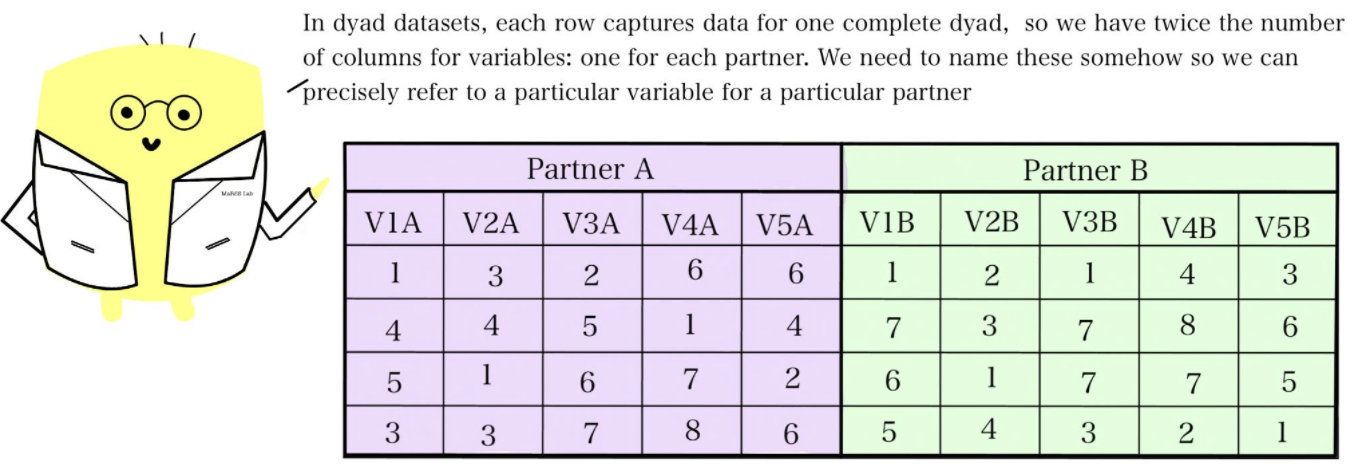 In dyad datasets, each row captures data for one complete dyad, so we have twice the number
of columns for variables: one for each partner. We need to name these somehow so we can
precisely refer to a particular variable for a particular partner
MaRSS Lab
Partner A Partner B
V1A V2A V3A V4A V5A V1B V2B V3B V4B V5B
1 3 2 6 6 1 2 1 4 3
4 4 5 1 4 7 3 7 8 6
5 1 6 7 2 6 1 7 7 5
3 3 7 8 6 5 4 3 2 1